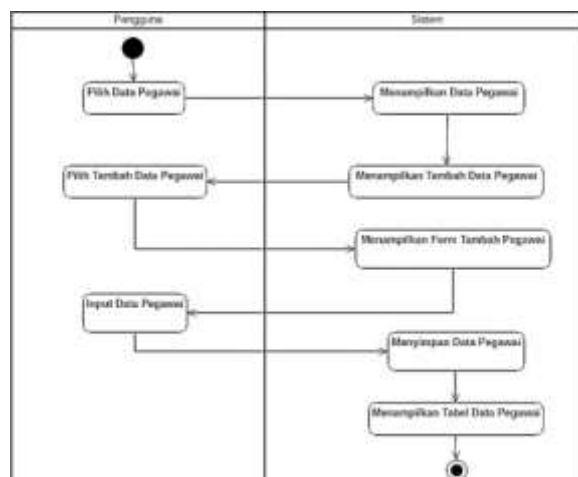 Pengguna
Sistem
Pilih Data Pegawai
Menampilkan Data Pegawai
Pilih Tambah Data Pegawai
Menampilkan Tambah Data Pegawai
Menampilkan Form Tambah Pegawai
Input Data Pegawai
Menyimpan Data Pegawai
Menampilkan Tabel Data Pegawai